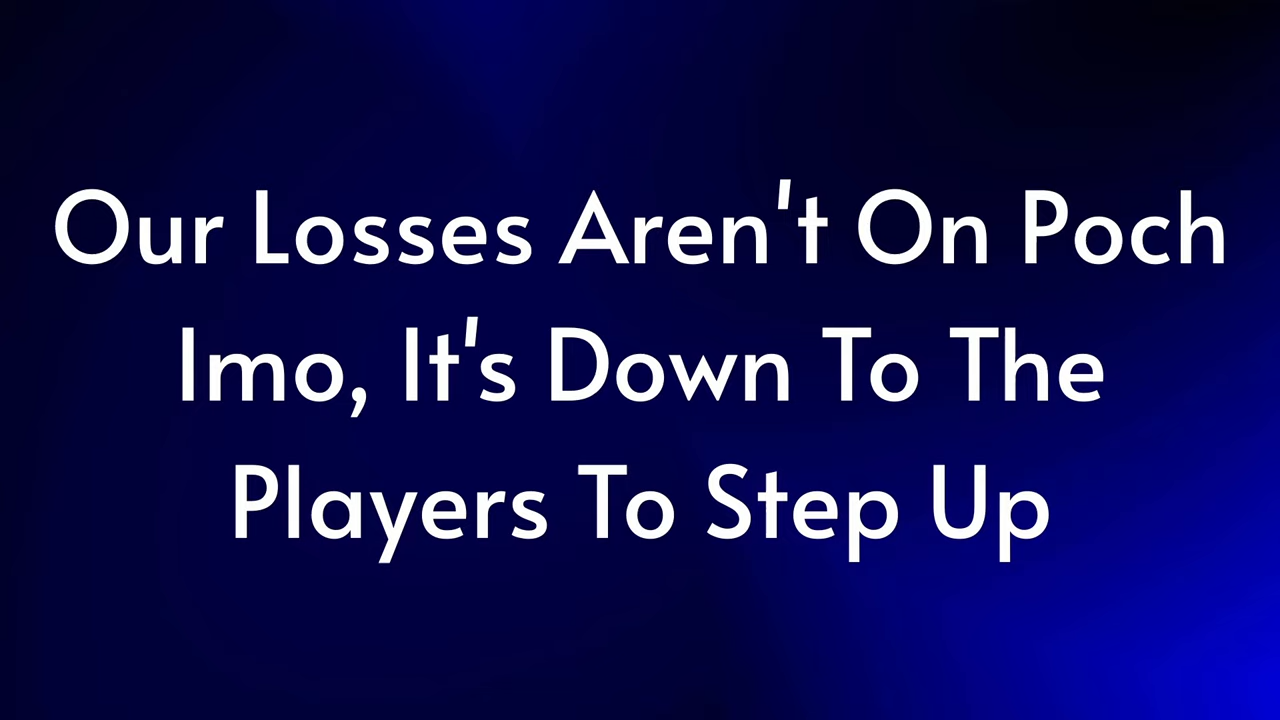 Our Losses Aren't On Poch
Imo, It's Down To The
Players To Step Up